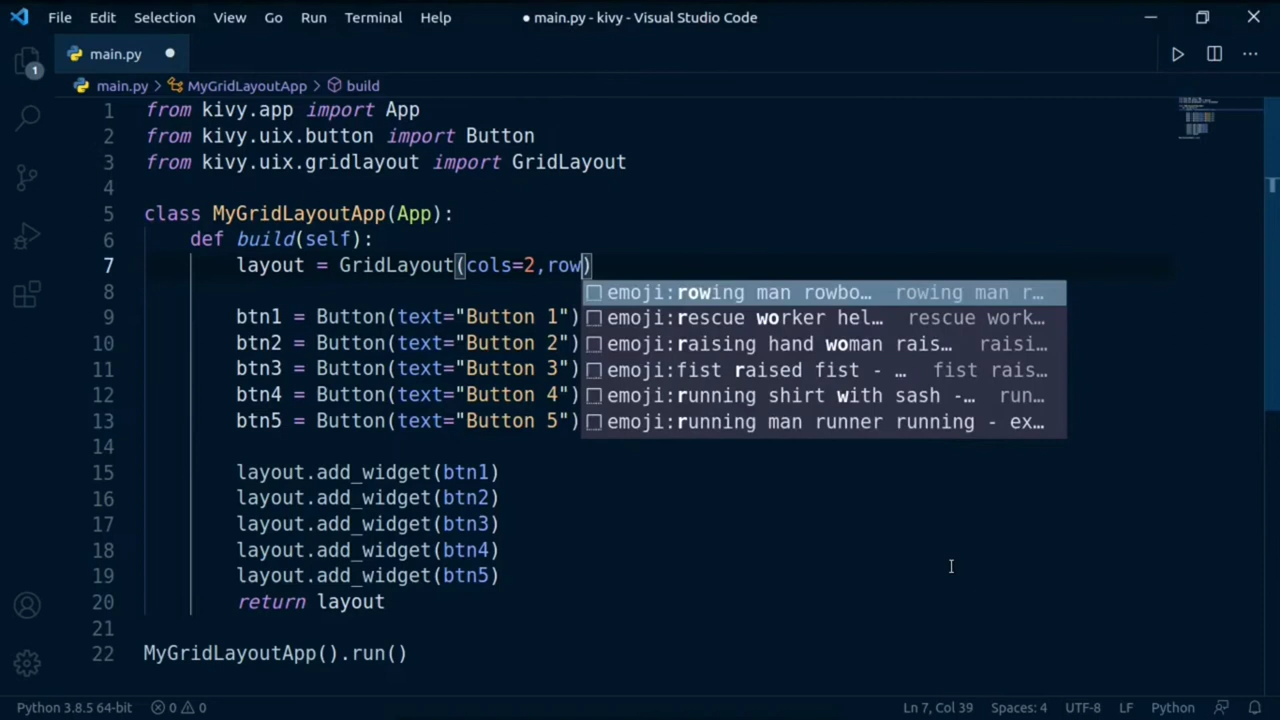 File Edit Selection View Go Run Terminal Help ● main.py - kivy - Visual Studio Code
main.py ●
main.py > MyGridLayoutApp > build
1 from kivy.app import App
2 from kivy.uix.button import Button
3 from kivy.uix.gridlayout import GridLayout
4
5 class MyGridLayoutApp(App):
6 def build(self):
7 layout = GridLayout(cols=2,row)
emoji:rowing man rowbo… rowing man r…
8
emoji:rescue worker hel… rescue work…
9 btn1 = Button(text="Button 1")
10 btn2 = Button(text="Button 2") emoji:raising hand woman rais… raisi…
11 btn3 = Button(text="Button 3") emoji:fist raised fist - … fist rais…
12 btn4 = Button(text="Button 4") emoji:running shirt with sash -… run…
13 btn5 = Button(text="Button 5") emoji:running man runner running - ex…
14
15 layout.add_widget(btn1)
16 layout.add_widget(btn2)
17 layout.add_widget(btn3)
18 layout.add_widget(btn4)
19 layout.add_widget(btn5)
20 return layout
21
22 MyGridLayoutApp().run()
Python 3.8.5 64-bit 0 0 Ln 7, Col 39 Spaces: 4 UTF-8 LF Python
1